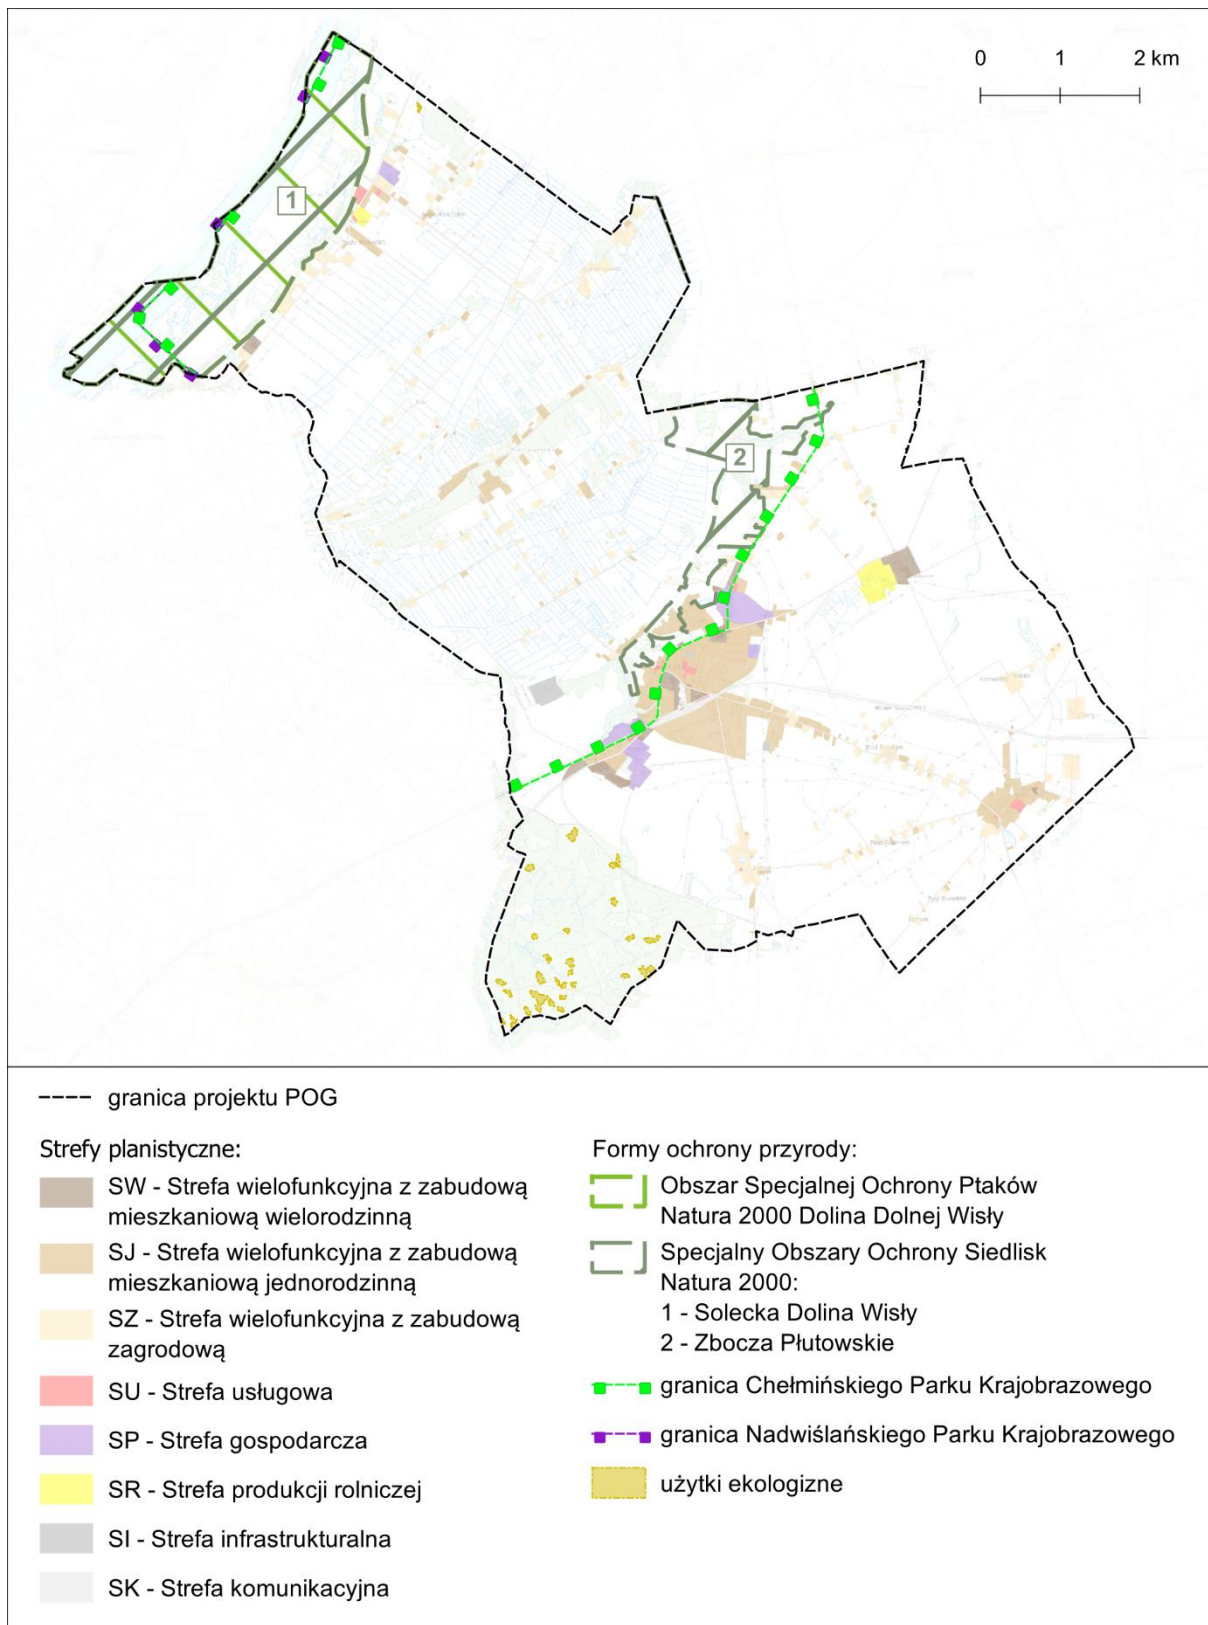 0 1 2 km
1
2
granica projektu POG
Strefy planistyczne:
SW - Strefa wielofunkcyjna z zabudową
mieszkaniową wielorodzinną
SJ - Strefa wielofunkcyjna z zabudową
mieszkaniową jednorodzinną
SZ - Strefa wielofunkcyjna z zabudową
zagrodową
SU - Strefa usługowa
SP - Strefa gospodarcza
SR - Strefa produkcji rolniczej
SI - Strefa infrastrukturalna
SK - Strefa komunikacyjna
Formy ochrony przyrody:
Obszar Specjalnej Ochrony Ptaków
Natura 2000 Dolina Dolnej Wisły
Specjalny Obszary Ochrony Siedlisk
Natura 2000:
1 - Solecka Dolina Wisły
2 - Zbocza Płutowskie
granica Chełmińskiego Parku Krajobrazowego
granica Nadwiślańskiego Parku Krajobrazowego
użytki ekologizne